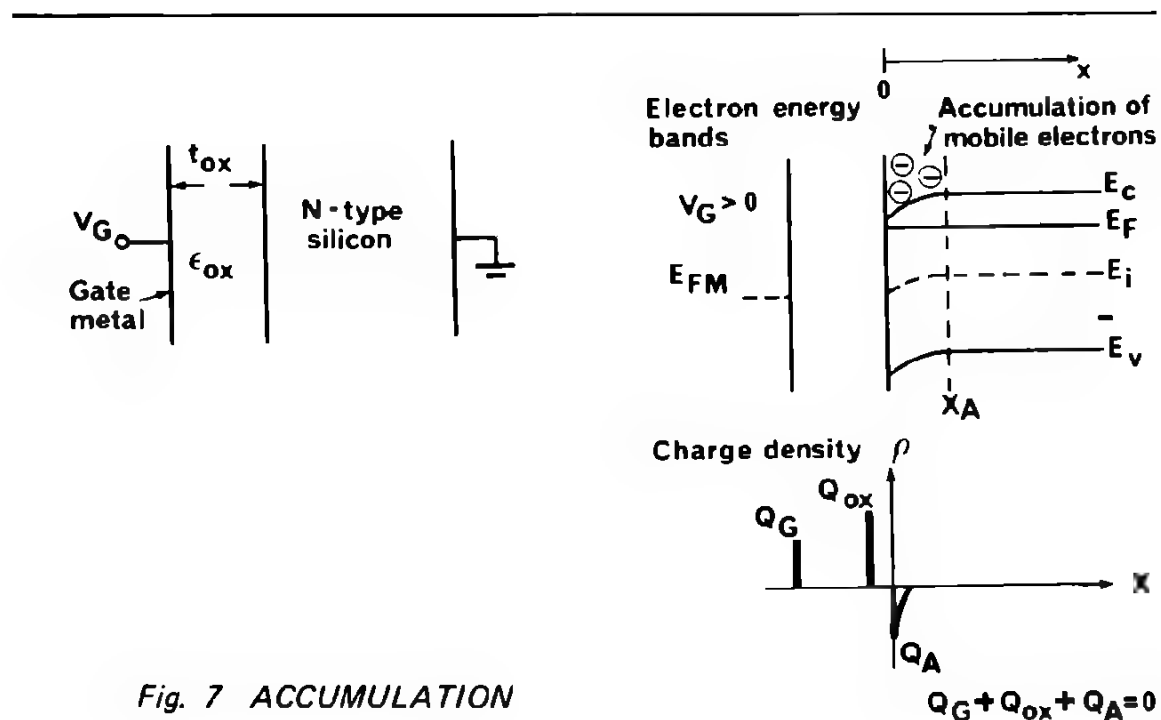 t_ox
V_G
ϵ_ox
Gate
metal
N-type
silicon
0
x
Electron energy
bands
Accumulation of
mobile electrons
V_G > 0
E_FM
E_c
E_F
E_i
E_v
X_A
Charge density
ρ
Q_G
Q_ox
X
Q_A
Q_G + Q_ox + Q_A = 0
Fig. 7 ACCUMULATION